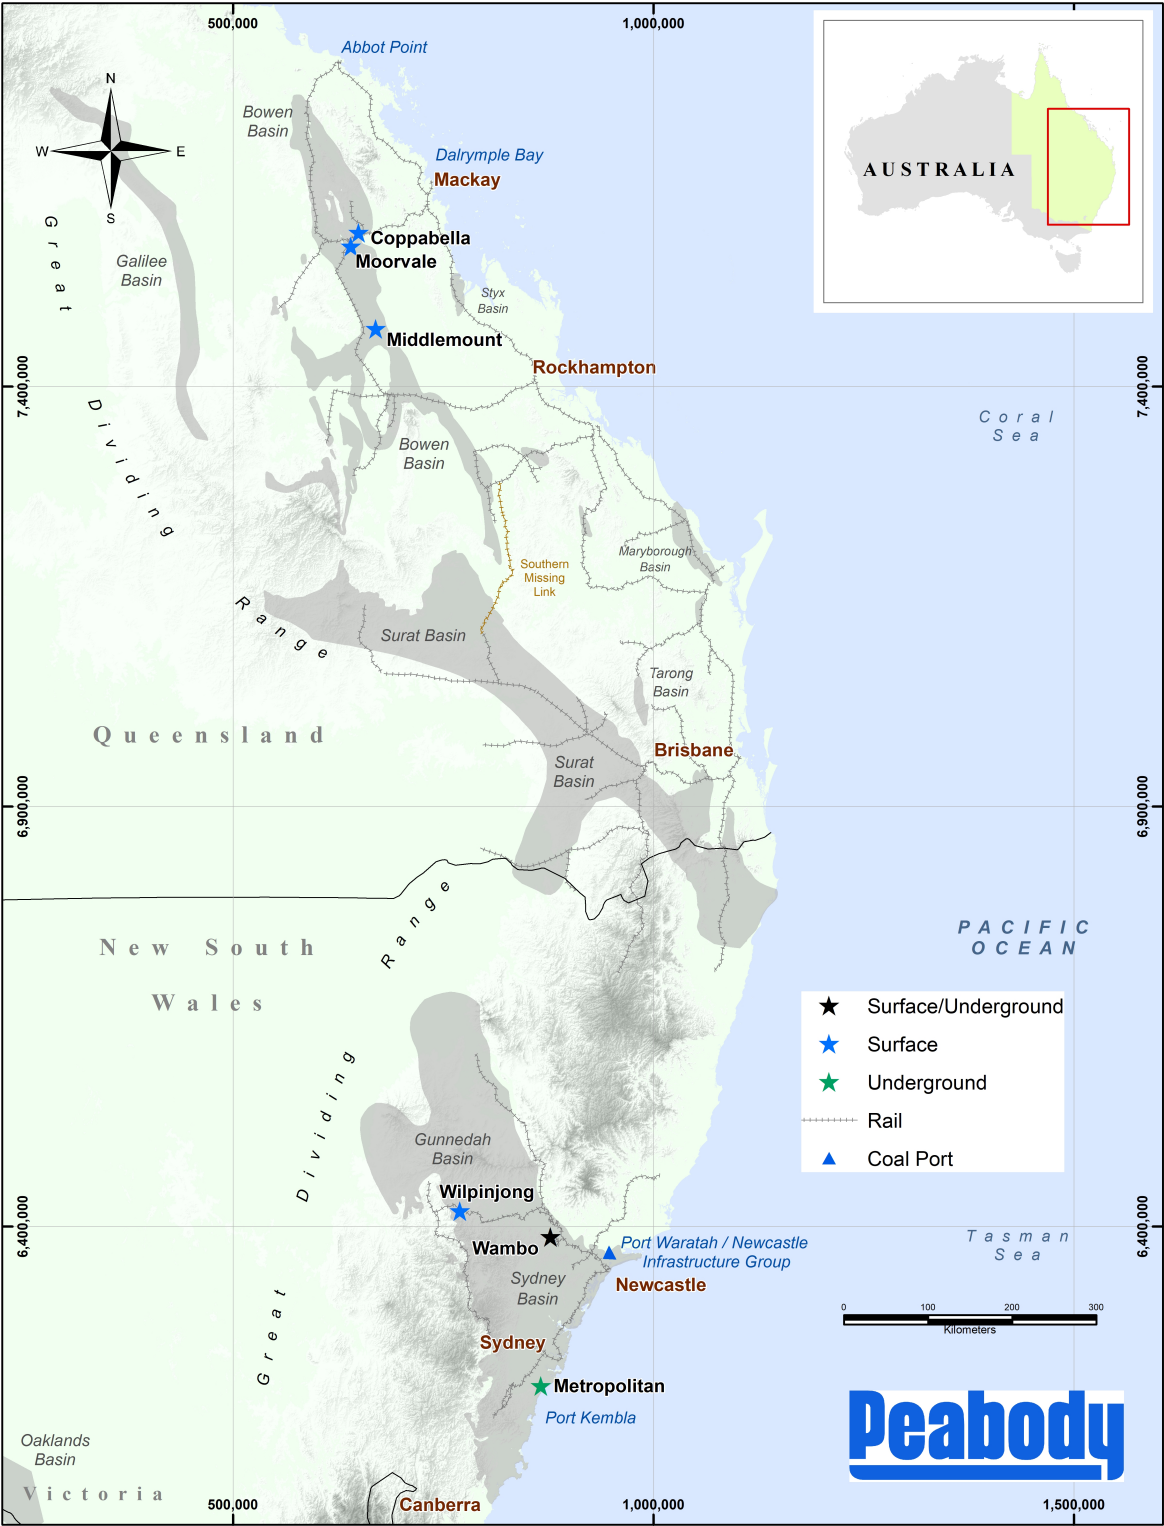 500,000
1,000,000
Abbot Point
N
W
E
S
Bowen
Basin
Dalrymple Bay
Mackay
AUSTRALIA
Coppabella
Moorvale
Galilee
Basin
Great
Styx
Basin
Middlemount
Rockhampton
7,400,000
7,400,000
Coral
Sea
Dividing
Bowen
Basin
Southern
Missing
Link
Maryborough
Basin
Range
Surat Basin
Tarong
Basin
Queensland
Brisbane
Surat
Basin
6,900,000
6,900,000
Range
New South
Wales
PACIFIC
OCEAN
Surface/Underground
Surface
Underground
Rail
Coal Port
Dividing
Gunnedah
Basin
Wilpinjong
6,400,000
6,400,000
Wambo
Port Waratah / Newcastle
Infrastructure Group
Newcastle
Tasman
Sea
Sydney
Basin
Great
0
100
200
300
Kilometers
Sydney
Metropolitan
Port Kembla
Peabody
Oaklands
Basin
Victoria
Canberra
500,000
1,000,000
1,500,000